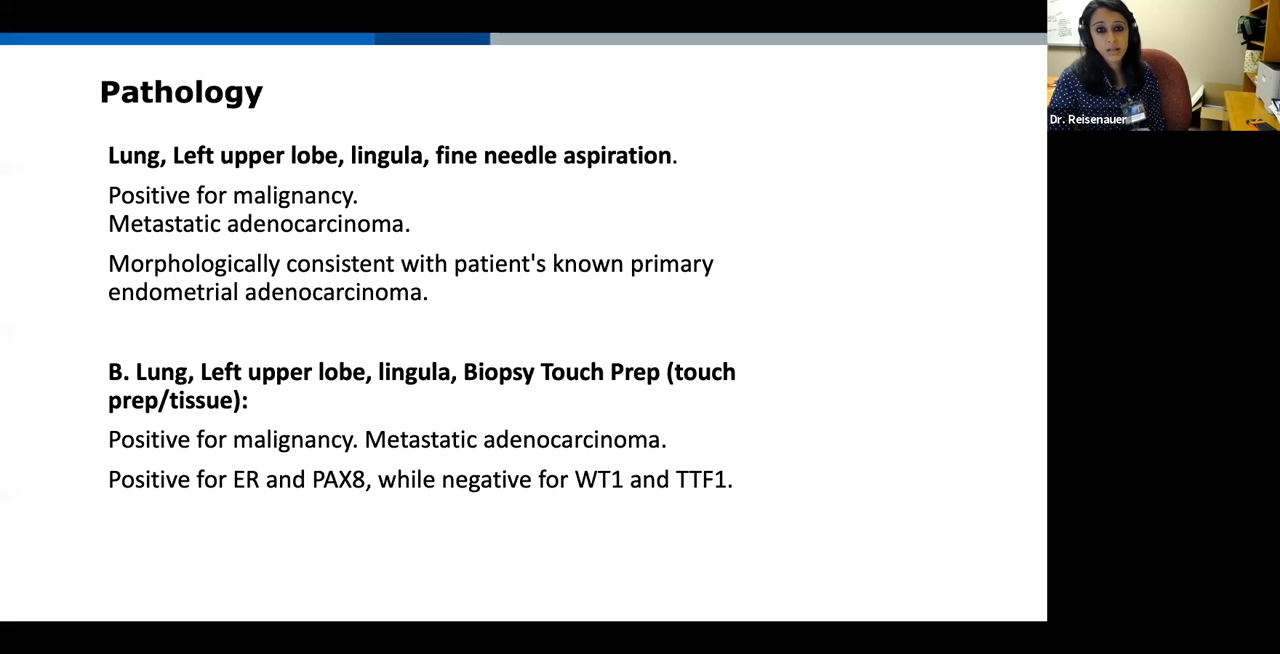 Pathology
Lung, Left upper lobe, lingula, fine needle aspiration.
Positive for malignancy.
Metastatic adenocarcinoma.
Morphologically consistent with patient's known primary
endometrial adenocarcinoma.
B. Lung, Left upper lobe, lingula, Biopsy Touch Prep (touch
prep/tissue):
Positive for malignancy. Metastatic adenocarcinoma.
Positive for ER and PAX8, while negative for WT1 and TTF1.
Dr. Reisenauer